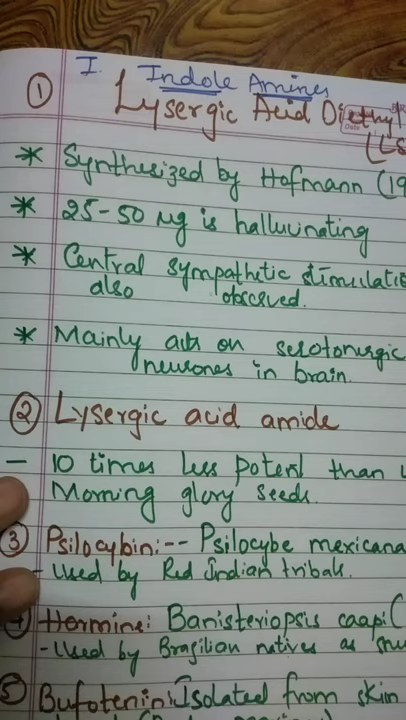 I. Indole Amines
① Lysergic Acid Diethyl
(LS
* Synthesized by Hofmann (19
* 25-50 μg is hallucinating
* Central sympathetic stimulatio
also observed.
* Mainly acts on serotonergic
neurones in brain.
② Lysergic acid amide
- 10 times less potent than
Morning glory seeds.
③ Psilocybin:-- Psilocybe mexicana
- Used by Red Indian tribals.
④ Harmine: Banisteriopsis caapi (
- Used by Brazilian natives as snu
⑤ Bufotenin: Isolated from skin